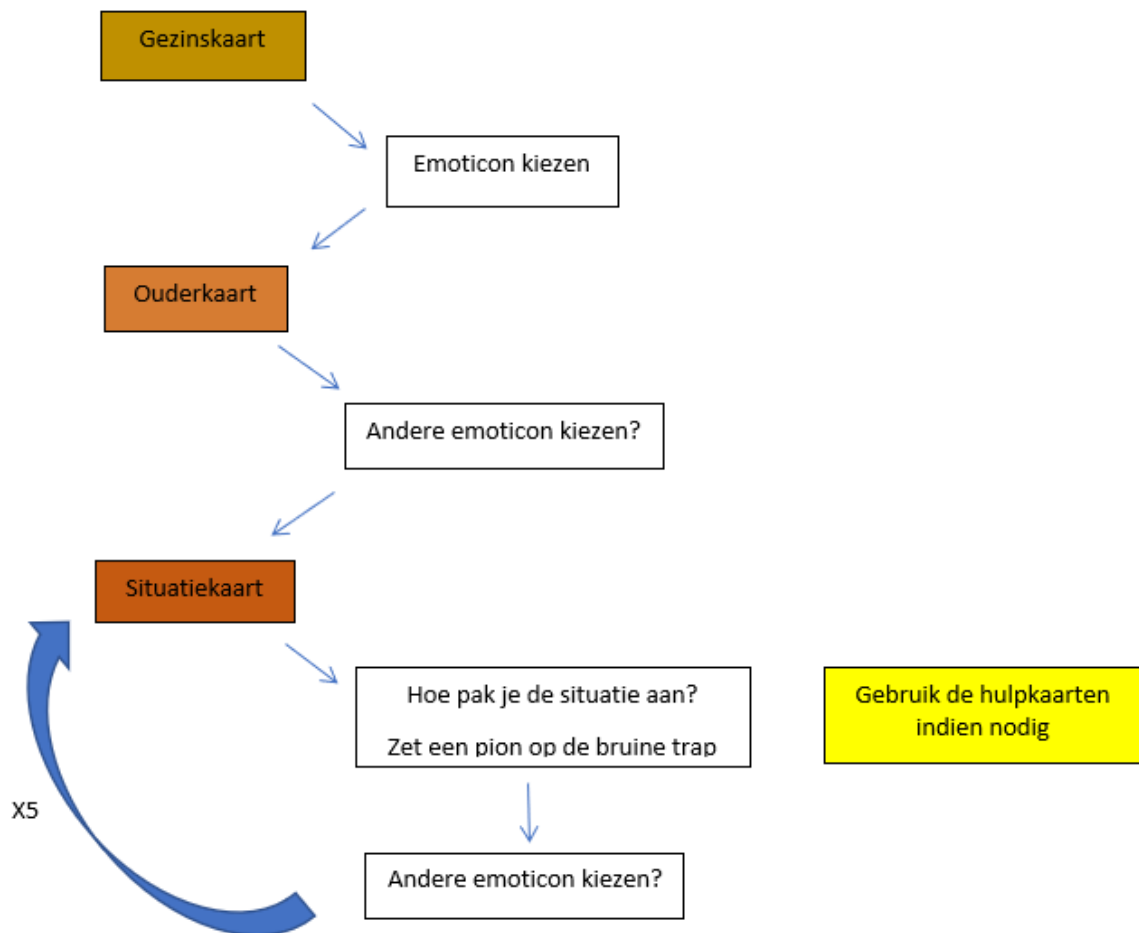 Gezinskaart
Emoticon kiezen
Ouderkaart
Andere emoticon kiezen?
Situatiekaart
Hoe pak je de situatie aan?
Zet een pion op de bruine trap
Gebruik de hulpkaarten
indien nodig
X5
Andere emoticon kiezen?